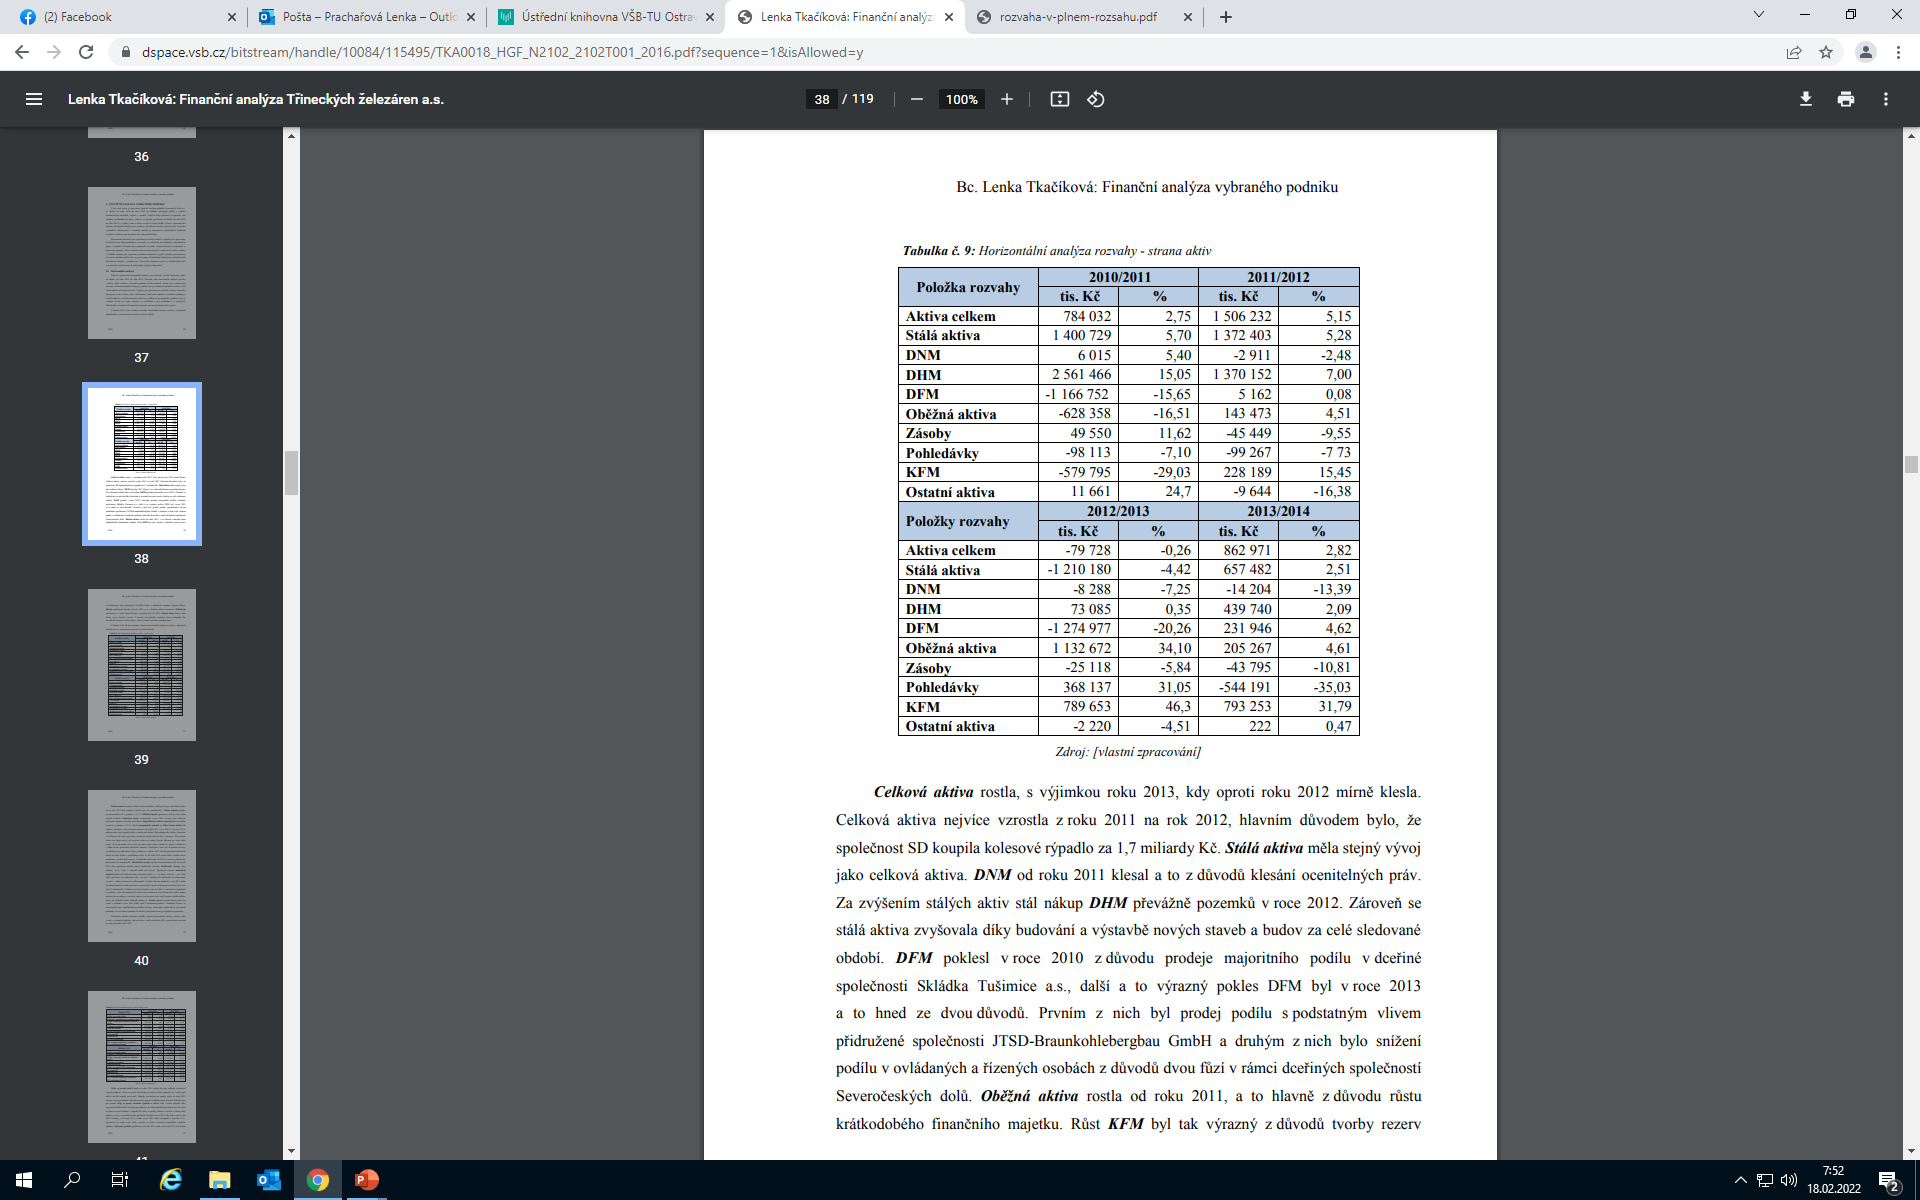 (2) Facebook
Pošta – Prachařová Lenka – Outlo
Ústřední knihovna VŠB-TU Ostrav
Lenka Tkačíková: Finanční analýz
rozvaha-v-plnem-rozsahu.pdf
dspace.vsb.cz/bitstream/handle/10084/115495/TKA0018_HGF_N2102_2102T001_2016.pdf?sequence=1&isAllowed=y
Lenka Tkačíková: Finanční analýza Třineckých železáren a.s.
38 / 119
100%
36
37
38
39
40
Bc. Lenka Tkačíková: Finanční analýza vybraného podniku
Tabulka č. 9: Horizontální analýza rozvahy - strana aktiv
Položka rozvahy 2010/2011 2011/2012
tis. Kč % tis. Kč %
Aktiva celkem 784 032 2,75 1 506 232 5,15
Stálá aktiva 1 400 729 5,70 1 372 403 5,28
DNM 6 015 5,40 -2 911 -2,48
DHM 2 561 466 15,05 1 370 152 7,00
DFM -1 166 752 -15,65 5 162 0,08
Oběžná aktiva -628 358 -16,51 143 473 4,51
Zásoby 49 550 11,62 -45 449 -9,55
Pohledávky -98 113 -7,10 -99 267 -7 73
KFM -579 795 -29,03 228 189 15,45
Ostatní aktiva 11 661 24,7 -9 644 -16,38
Položky rozvahy 2012/2013 2013/2014
tis. Kč % tis. Kč %
Aktiva celkem -79 728 -0,26 862 971 2,82
Stálá aktiva -1 210 180 -4,42 657 482 2,51
DNM -8 288 -7,25 -14 204 -13,39
DHM 73 085 0,35 439 740 2,09
DFM -1 274 977 -20,26 231 946 4,62
Oběžná aktiva 1 132 672 34,10 205 267 4,61
Zásoby -25 118 -5,84 -43 795 -10,81
Pohledávky 368 137 31,05 -544 191 -35,03
KFM 789 653 46,3 793 253 31,79
Ostatní aktiva -2 220 -4,51 222 0,47
Zdroj: [vlastní zpracování]
Celková aktiva rostla, s výjimkou roku 2013, kdy oproti roku 2012 mírně klesla.
Celková aktiva nejvíce vzrostla z roku 2011 na rok 2012, hlavním důvodem bylo, že
společnost SD koupila kolesové rýpadlo za 1,7 miliardy Kč. Stálá aktiva měla stejný vývoj
jako celková aktiva. DNM od roku 2011 klesal a to z důvodů klesání ocenitelných práv.
Za zvýšením stálých aktiv stál nákup DHM převážně pozemků v roce 2012. Zároveň se
stálá aktiva zvyšovala díky budování a výstavbě nových staveb a budov za celé sledované
období. DFM poklesl v roce 2010 z důvodu prodeje majoritního podílu v dceřiné
společnosti Skládka Tušimice a.s., další a to výrazný pokles DFM byl v roce 2013
a to hned ze dvou důvodů. Prvním z nich byl prodej podílu s podstatným vlivem
přidružené společnosti JTSD-Braunkohlebergbau GmbH a druhým z nich bylo snížení
podílu v ovládaných a řízených osobách z důvodů dvou fůzí v rámci dceřiných společností
Severočeských dolů. Oběžná aktiva rostla od roku 2011, a to hlavně z důvodu růstu
krátkodobého finančního majetku. Růst KFM byl tak výrazný z důvodů tvorby rezerv
7:52
18.02.2022
2